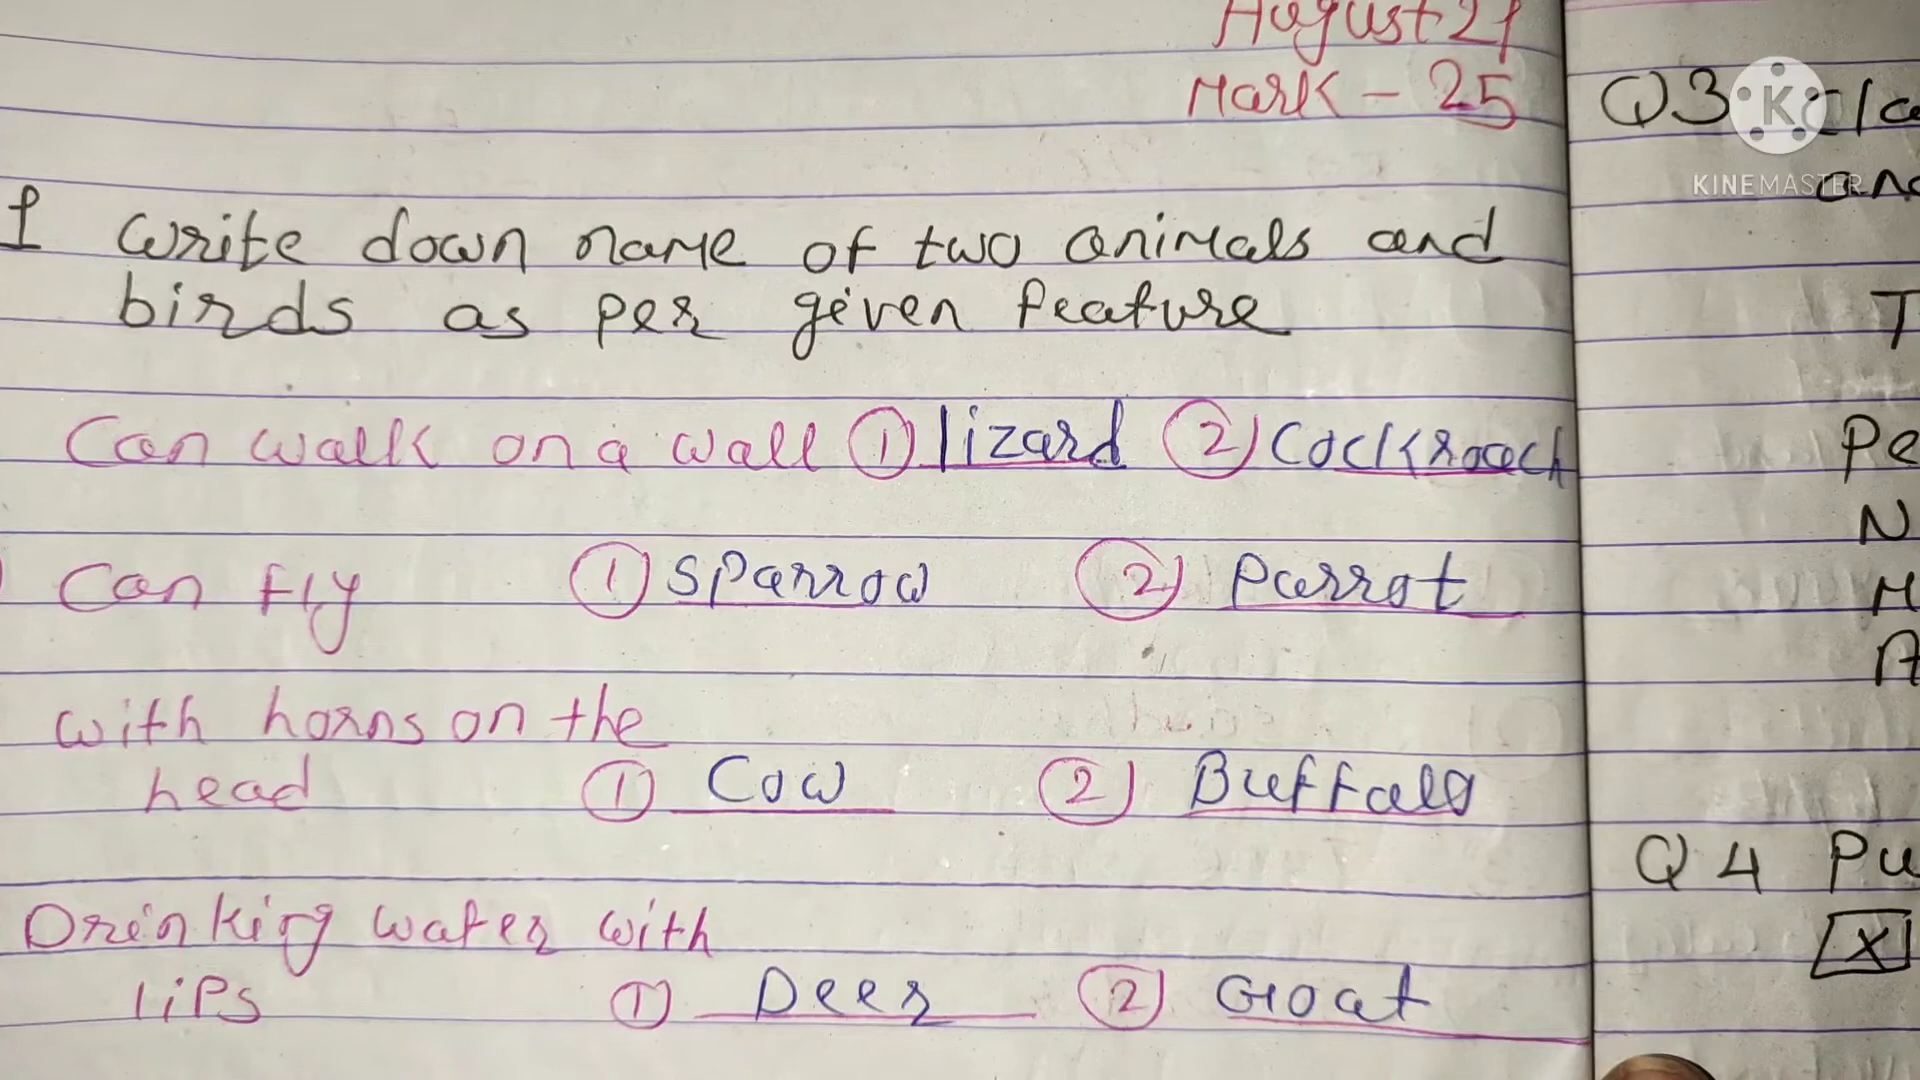 August 21
Mark - 25
1 Write down name of two animals and
birds as per given feature
Can walk on a wall ① lizard ② Cockroach
Can fly ① Sparrow ② Parrot
with horns on the
head ① Cow ② Buffalo
Drinking water with
lips ① Deer ② Goat
Q3
T
Pe
N
M
A
Q4 Pu
X
K
KINEMASTER